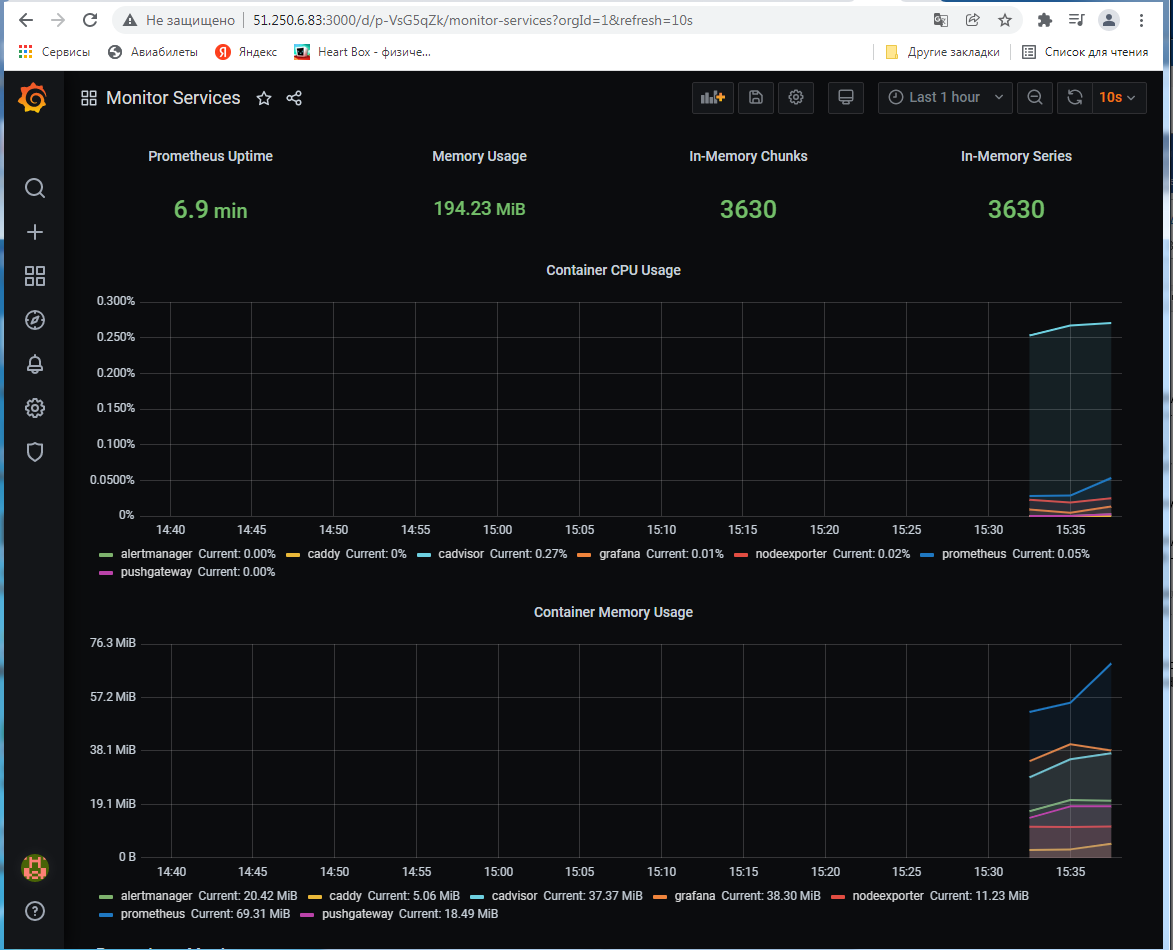 Не защищено 51.250.6.83:3000/d/p-VsG5qZk/monitor-services?orgId=1&refresh=10s
Сервисы Авиабилеты Яндекс Heart Box - физиче... Другие закладки Список для чтения
Monitor Services Last 1 hour 10s
Prometheus Uptime Memory Usage In-Memory Chunks In-Memory Series
6.9 min 194.23 MiB 3630 3630
Container CPU Usage
0.300%
0.250%
0.200%
0.150%
0.100%
0.0500%
0%
14:40 14:45 14:50 14:55 15:00 15:05 15:10 15:15 15:20 15:25 15:30 15:35
alertmanager Current: 0.00% caddy Current: 0% cadvisor Current: 0.27% grafana Current: 0.01% nodeexporter Current: 0.02% prometheus Current: 0.05%
pushgateway Current: 0.00%
Container Memory Usage
76.3 MiB
57.2 MiB
38.1 MiB
19.1 MiB
0 B
14:40 14:45 14:50 14:55 15:00 15:05 15:10 15:15 15:20 15:25 15:30 15:35
alertmanager Current: 20.42 MiB caddy Current: 5.06 MiB cadvisor Current: 37.37 MiB grafana Current: 38.30 MiB nodeexporter Current: 11.23 MiB
prometheus Current: 69.31 MiB pushgateway Current: 18.49 MiB